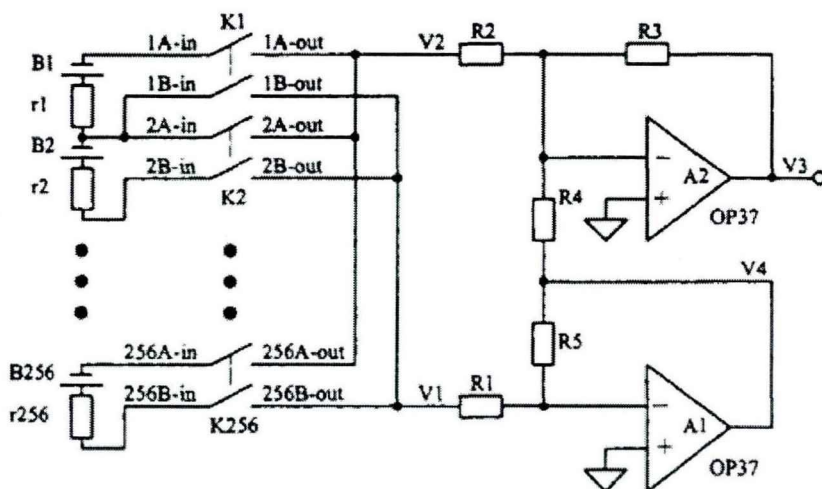 K1
1A-in 1A-out V2 R2 R3
B1
1B-in 1B-out
r1
2A-in 2A-out
B2
2B-in 2B-out
r2
K2
− A2 V3
+
OP37
R4
V4
256A-in 256A-out
R5
B256
256B-in 256B-out V1 R1
r256
K256
− A1
+
OP37